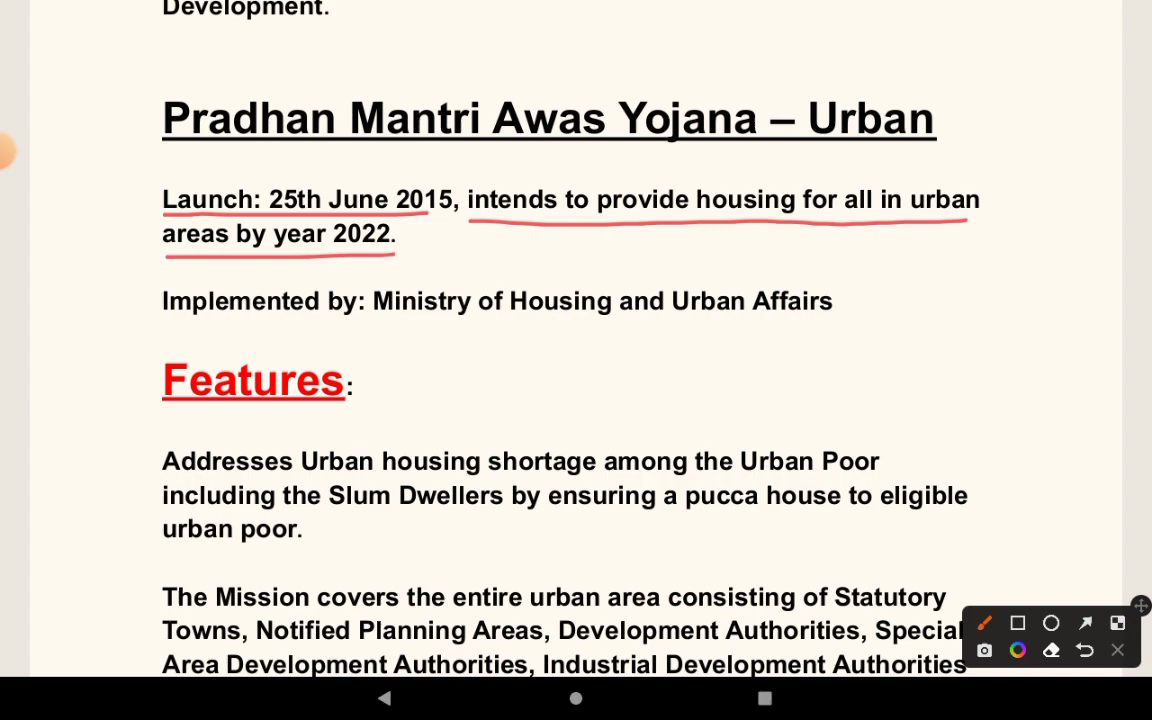 Development.
Pradhan Mantri Awas Yojana – Urban
Launch: 25th June 2015, intends to provide housing for all in urban
areas by year 2022.
Implemented by: Ministry of Housing and Urban Affairs
Features:
Addresses Urban housing shortage among the Urban Poor
including the Slum Dwellers by ensuring a pucca house to eligible
urban poor.
The Mission covers the entire urban area consisting of Statutory
Towns, Notified Planning Areas, Development Authorities, Special
Area Development Authorities, Industrial Development Authorities